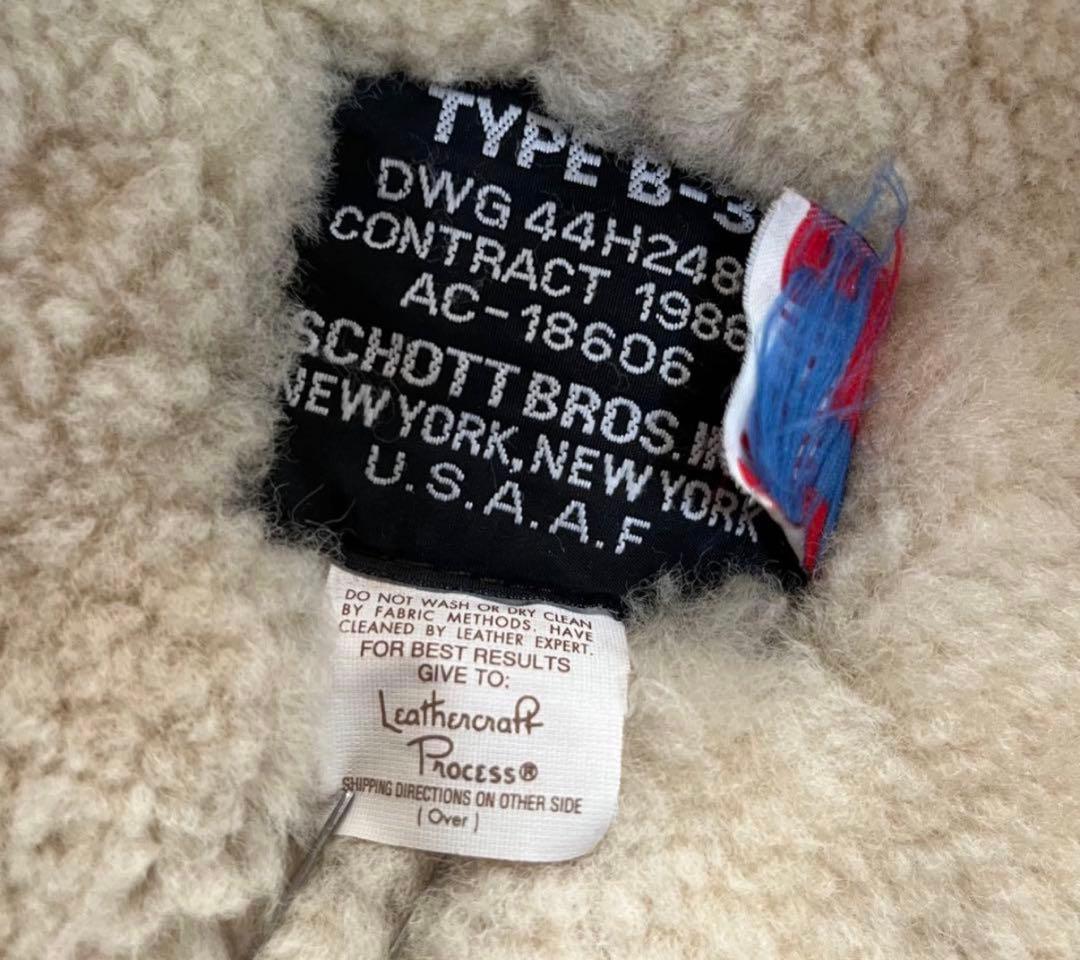 TYPE B-3
DWG 44H248
CONTRACT 1988
AC-18606
SCHOTT BROS.
NEW YORK, NEW YORK
U.S.A.A.F
DO NOT WASH OR DRY CLEAN
BY FABRIC METHODS. HAVE
CLEANED BY LEATHER EXPERT.
FOR BEST RESULTS
GIVE TO:
Leathercraft
Process®
SHIPPING DIRECTIONS ON OTHER SIDE
(Over)